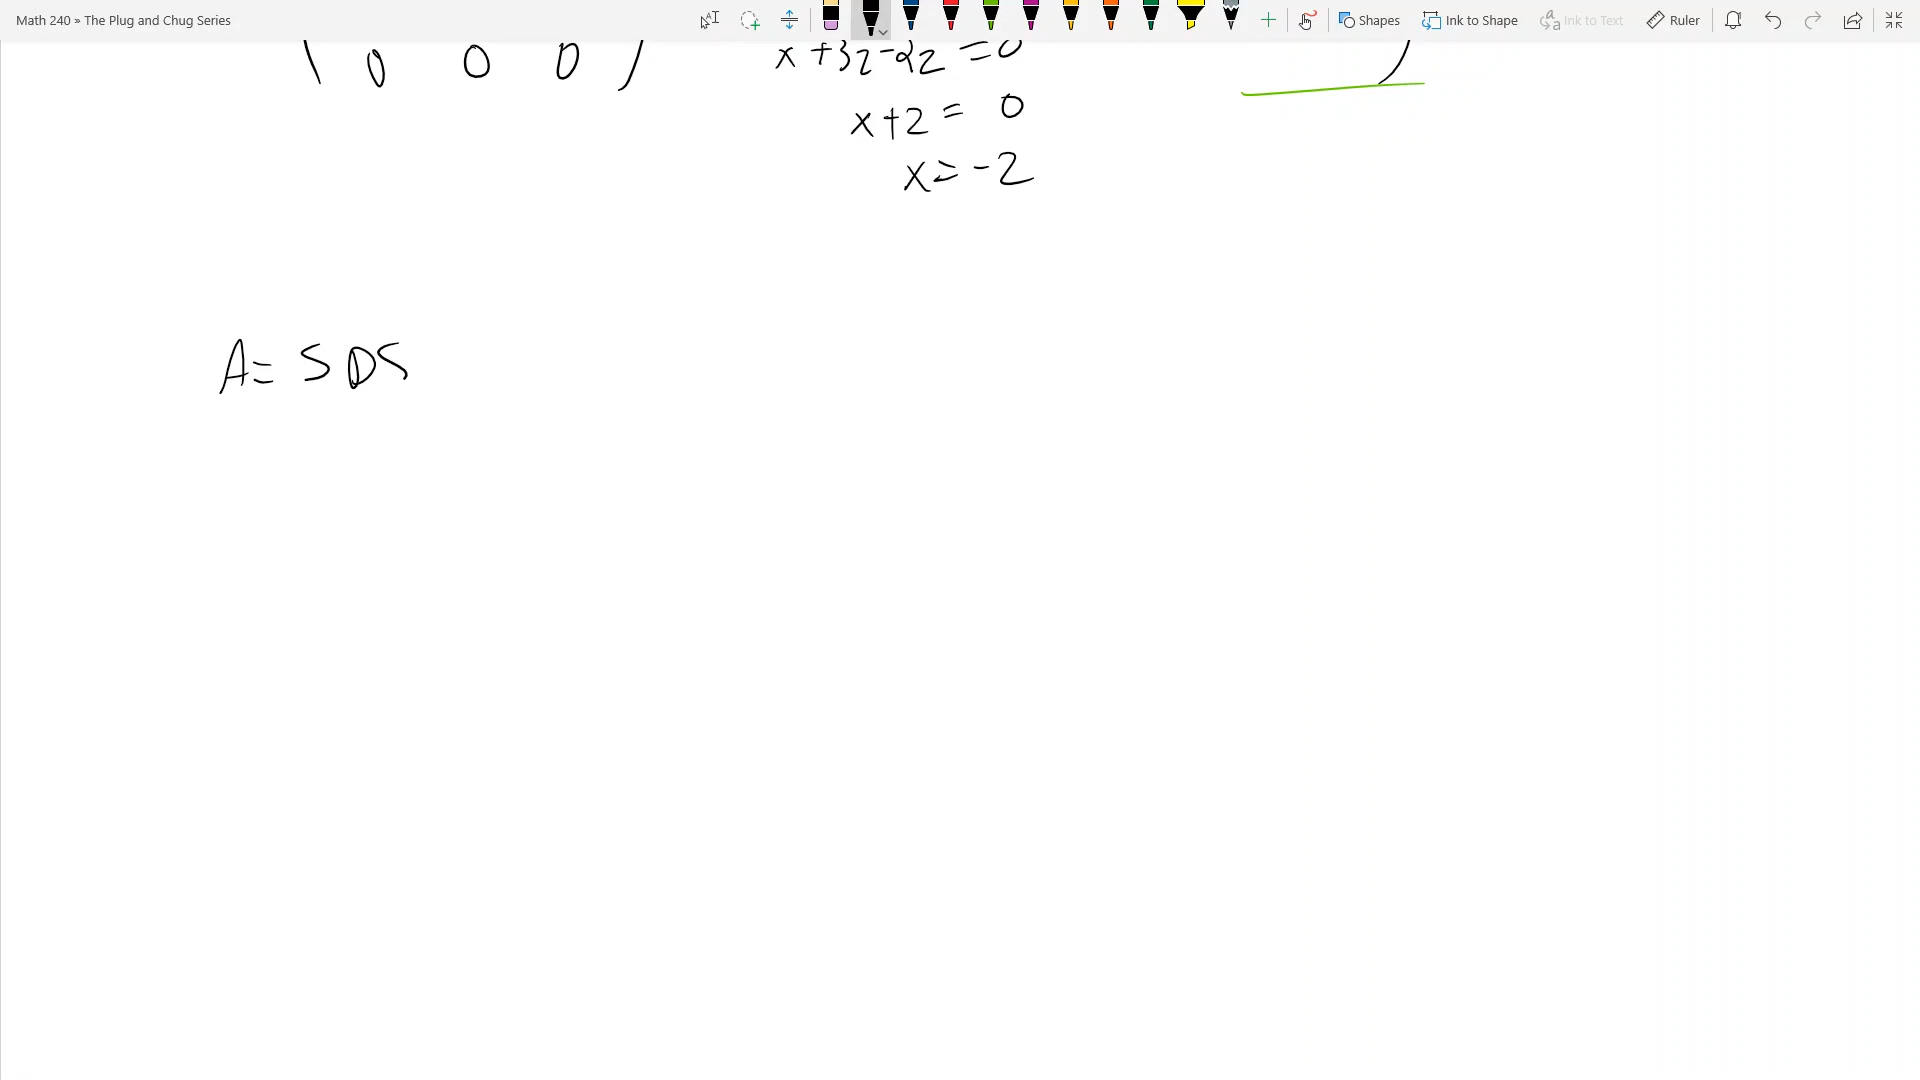 Math 240 » The Plug and Chug Series
Shapes
Ink to Shape
Ink to Text
Ruler
( 0 0 0 )
x + 3z - 2z = 0
x + z = 0
x = - z
A = S D S